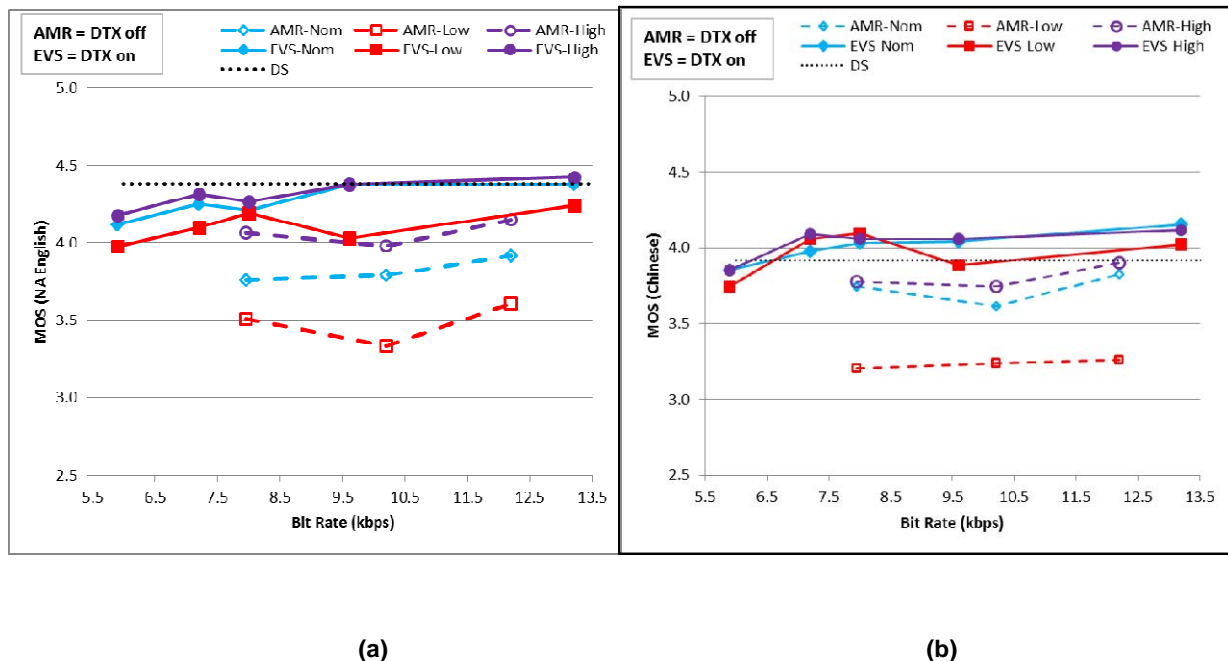 AMR = DTX off
EVS = DTX on
AMR-Nom AMR-Low AMR-High
EVS-Nom EVS-Low EVS-High
DS
5.0
4.5
4.0
3.5
3.0
2.5
MOS (NA English)
5.5 6.5 7.5 8.5 9.5 10.5 11.5 12.5 13.5
Bit Rate (kbps)
(a)
AMR = DTX off
EVS = DTX on
AMR-Nom AMR-Low AMR-High
EVS-Nom EVS-Low EVS-High
DS
5.0
4.5
4.0
3.5
3.0
2.5
MOS (Chinese)
5.5 6.5 7.5 8.5 9.5 10.5 11.5 12.5 13.5
Bit Rate (kbps)
(b)